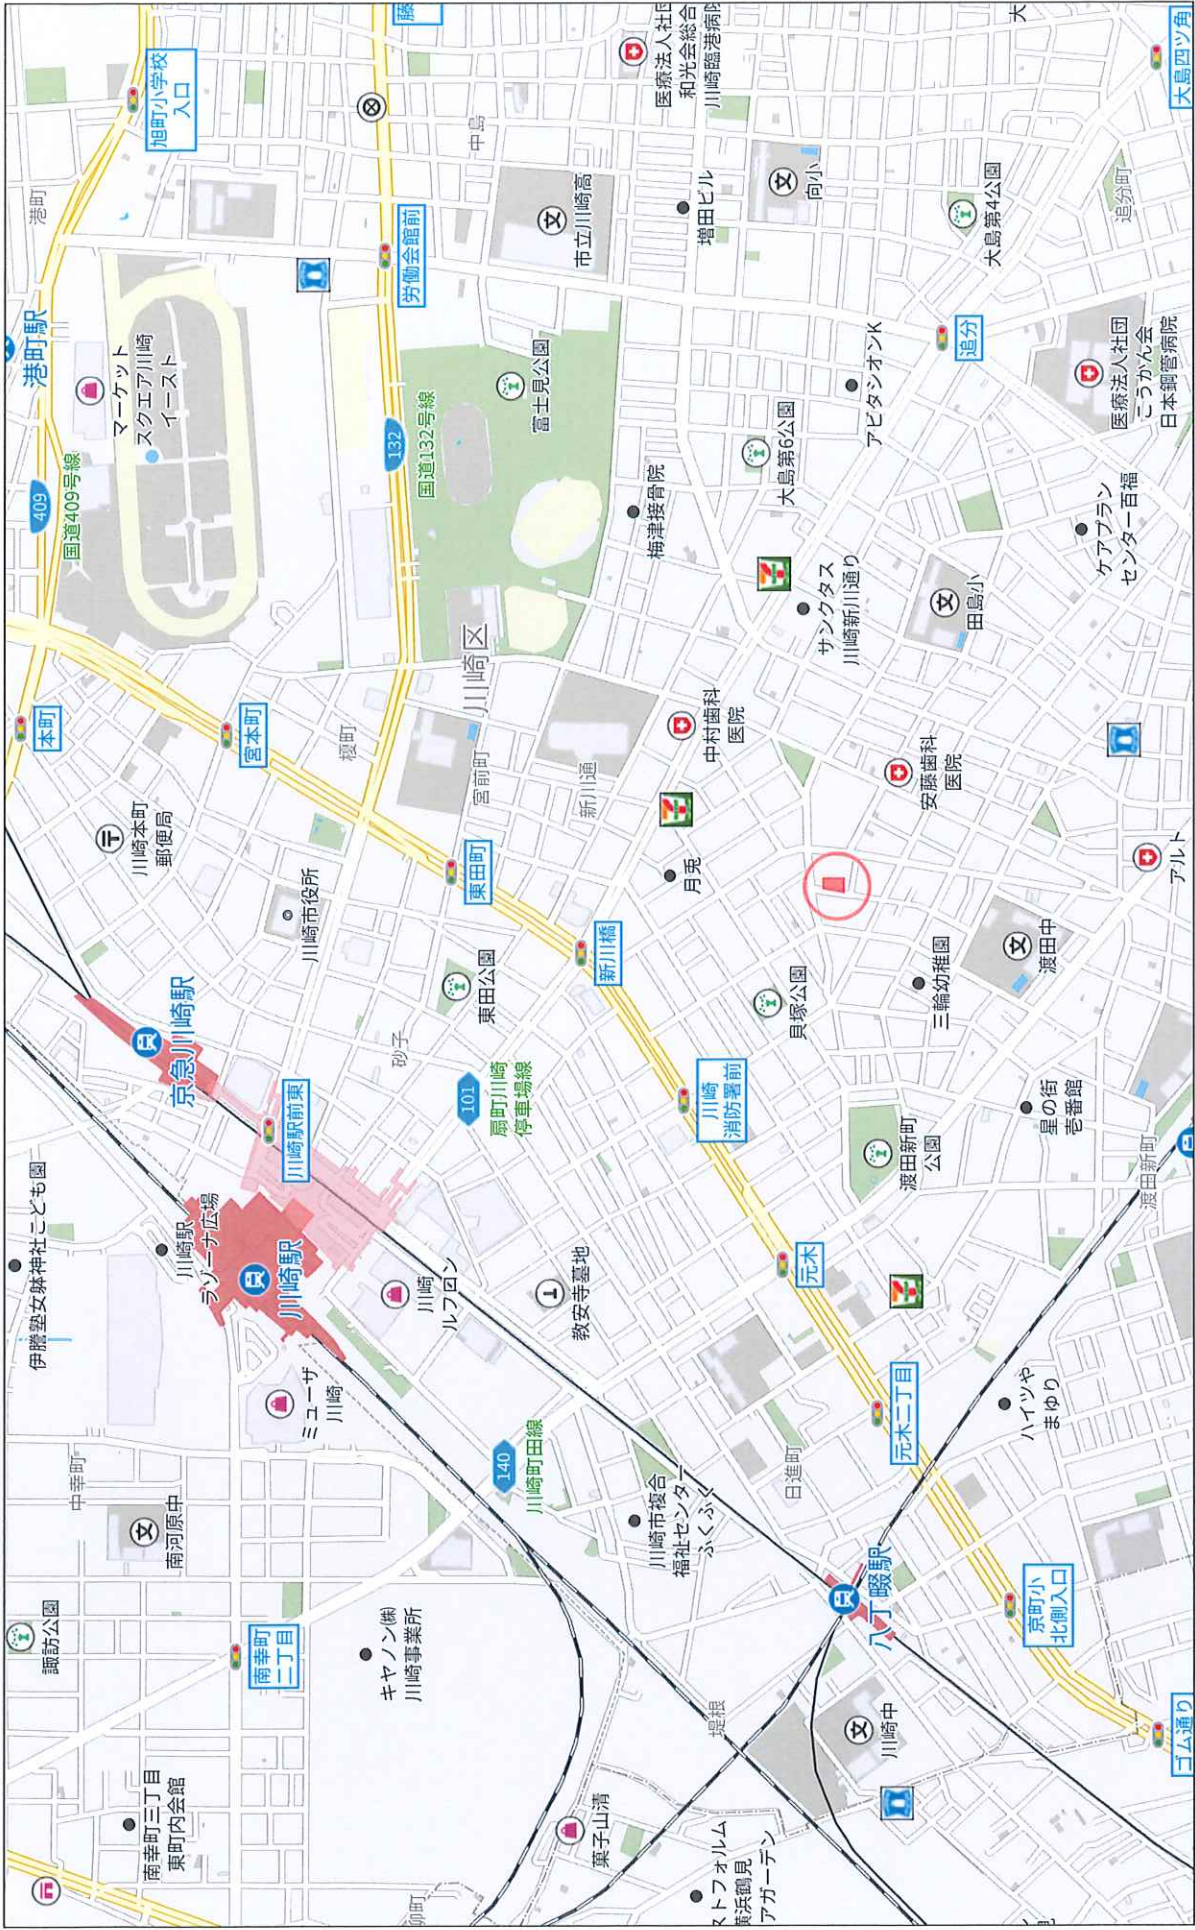 伊謄塾女躰神社こども園
諏訪公園
中幸町
南河原中
南幸町
二丁目
南幸町三丁目
東町内会館
キヤノン㈱
川崎事業所
川崎駅
ラゾーナ広場
川崎駅
ミューザ
川崎
川崎
ルフロン
京急川崎駅
川崎駅前東
川崎本町
郵便局
本町
宮本町
榎町
川崎市役所
砂子
東田公園
東田町
101
扇町川崎
停車場線
教安寺墓地
140
川崎町田線
川崎市複合
福祉センター
ふくふく
日進町
堤根
菓子山清
川崎中
八丁畷駅
京町小
北側入口
ゴム通り
元木二丁目
元木
川崎
消防署前
新川橋
ハイツや
まゆり
渡田新町
公園
渡田新町
星の街
壱番館
貝塚公園
三輪幼稚園
渡田中
アルト
月兎
新川通
宮前町
川崎区
中村歯科
医院
安藤歯科
医院
サンクタス
川崎新川通り
田島小
ケアプラン
センター百福
梅津接骨院
大島第6公園
アビタシオンK
追分
医療法人社団
こうかん会
日本鋼管病院
富士見公園
132
国道132号線
409
国道409号線
港町駅
マーケット
スクエア川崎
イースト
港町
旭町小学校
入口
労働会館前
藤
中島
市立川崎高
増田ビル
向小
大島第4公園
追分町
大島四ツ角
大
医療法人社団
和光会総合
川崎臨港病院